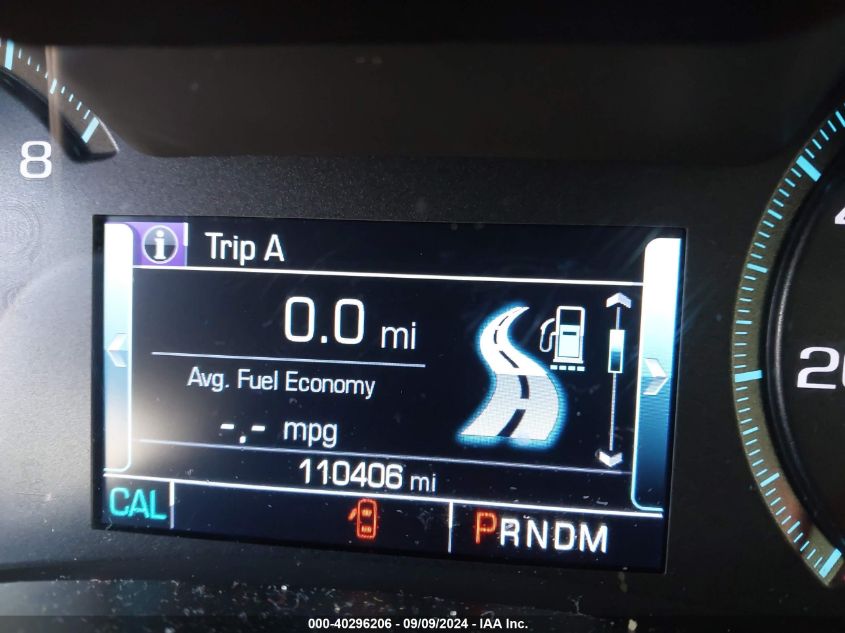 8
Trip A
0.0 mi
Avg. Fuel Economy
-.- mpg
110406 mi
CAL
PRNDM
20
000-40296206 - 09/09/2024 - IAA Inc.